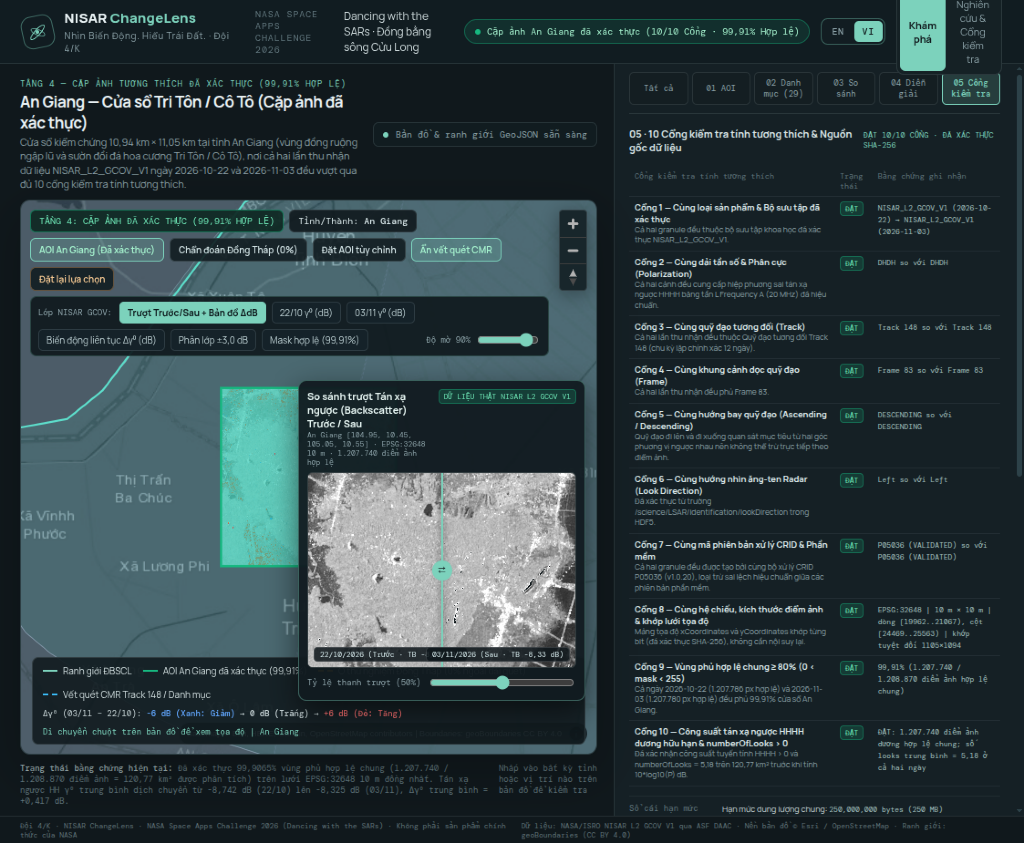 NISAR ChangeLens
Nhìn Biến Động. Hiểu Trái Đất. · Đội
4/K
NASA SPACE
APPS
CHALLENGE
2026
Dancing with the
SARs · Đồng bằng
sông Cửu Long
Cặp ảnh An Giang đã xác thực (10/10 Cổng · 99,91% Hợp lệ)
EN
VI
Khám
phá
Nghiên
cứu &
Cổng
kiểm
tra
TẦNG 4 — CẶP ẢNH TƯƠNG THÍCH ĐÃ XÁC THỰC (99,91% HỢP LỆ)
An Giang — Cửa sổ Tri Tôn / Cô Tô (Cặp ảnh đã
xác thực)
Cửa sổ kiểm chứng 10,94 km × 11,05 km tại tỉnh An Giang (vùng đồng ruộng
ngập lũ và sườn đồi đá hoa cương Tri Tôn / Cô Tô), nơi cả hai lần thu nhận
dữ liệu NISAR_L2_GCOV_V1 ngày 2026-10-22 và 2026-11-03 đều vượt qua
đủ 10 cổng kiểm tra tính tương thích.
Bản đồ & ranh giới GeoJSON sẵn sàng
TẦNG 4: CẶP ẢNH ĐÃ XÁC THỰC (99,91% HỢP LỆ)
Tỉnh/Thành: An Giang
AOI An Giang (Đã xác thực)
Chẩn đoán Đồng Tháp (0%)
Đặt AOI tùy chỉnh
Ẩn vết quét CMR
Đặt lại lựa chọn
Lớp NISAR GCOV:
Trượt Trước/Sau + Bản đồ ΔdB
22/10 γ⁰ (dB)
03/11 γ⁰ (dB)
Biến động liên tục Δγ⁰ (dB)
Phân lớp ±3,0 dB
Mask hợp lệ (99,91%)
Độ mờ 90%
Thị Trấn
Ba Chúc
Xã Vĩnh
Phước
Xã Lương Phi
So sánh trượt Tán xạ
ngược (Backscatter)
Trước / Sau
DỮ LIỆU THẬT NISAR L2 GCOV V1
An Giang [104.95, 10.45,
105.05, 10.55] · EPSG:32648
10 m · 1.207.740 điểm ảnh
hợp lệ
22/10/2026 (Trước · TB -
03/11/2026 (Sau · TB -8,33 dB)
Tỷ lệ thanh trượt (50%)
Ranh giới ĐBSCL
AOI An Giang đã xác thực (99,91%
Vết quét CMR Track 148 / Danh mục
Δγ⁰ (03/11 − 22/10): -6 dB (Xanh: Giảm) → 0 dB (Trắng) → +6 dB (Đỏ: Tăng)
Di chuyển chuột trên bản đồ để xem tọa độ | An Giang
Trạng thái bằng chứng hiện tại: Đã xác thực 99,9065% vùng phủ hợp lệ chung (1.207.740 /
1.208.870 điểm ảnh = 120,77 km² được phân tích) trên lưới EPSG:32648 10 m đồng nhất. Tán xạ
ngược HH γ⁰ trung bình dịch chuyển từ -8,742 dB (22/10) lên -8,325 dB (03/11), Δγ⁰ trung bình =
+0,417 dB.
Nhấp vào bất kỳ tỉnh
hoặc vị trí nào trên
bản đồ để kiểm tra
Tất cả
01 AOI
02 Danh
mục (29)
03 So
sánh
04 Diễn
giải
05 Cổng
kiểm tra
05 · 10 Cổng kiểm tra tính tương thích & Nguồn
gốc dữ liệu
ĐẠT 10/10 CỔNG · ĐÃ XÁC THỰC
SHA-256
Cổng kiểm tra tính tương thích
Trạng
thái
Bằng chứng ghi nhận
Cổng 1 — Cùng loại sản phẩm & Bộ sưu tập đã
xác thực
Cả hai granule đều thuộc bộ sưu tập khoa học đã xác
thực NISAR_L2_GCOV_V1.
ĐẠT
NISAR_L2_GCOV_V1 (2026-10-
22) → NISAR_L2_GCOV_V1
(2026-11-03)
Cổng 2 — Cùng dải tần số & Phân cực
(Polarization)
Cả hai cảnh đều cung cấp hiệp phương sai tán xạ
ngược HHHH băng tần L Frequency A (20 MHz) đã hiệu
chuẩn.
ĐẠT
DHDH so với DHDH
Cổng 3 — Cùng quỹ đạo tương đối (Track)
Cả hai lần thu nhận đều thuộc Quỹ đạo tương đối Track
148 (chu kỳ lặp chính xác 12 ngày).
ĐẠT
Track 148 so với Track 148
Cổng 4 — Cùng khung cảnh dọc quỹ đạo
(Frame)
Cả hai lần thu nhận đều phủ Frame 83.
ĐẠT
Frame 83 so với Frame 83
Cổng 5 — Cùng hướng bay quỹ đạo (Ascending
/ Descending)
Quỹ đạo đi lên và đi xuống quan sát mục tiêu từ hai góc
phương vị ngược nhau nên không thể trừ trực tiếp theo
điểm ảnh.
ĐẠT
DESCENDING so với
DESCENDING
Cổng 6 — Cùng hướng nhìn ăng-ten Radar
(Look Direction)
Đã xác thực từ trường
/science/LSAR/identification/lookDirection trong
HDF5.
ĐẠT
Left so với Left
Cổng 7 — Cùng mã phiên bản xử lý CRID & Phần
mềm
Cả hai granule đều được tạo bởi cùng bộ xử lý CRID
P05036 (v1.0.20), loại trừ sai lệch hiệu chuẩn giữa các
phiên bản phần mềm.
ĐẠT
P05036 (VALIDATED) so với
P05036 (VALIDATED)
Cổng 8 — Cùng hệ chiếu, kích thước điểm ảnh
& khớp lưới tọa độ
Mảng tọa độ xCoordinates và yCoordinates khớp từng
bit (đã xác thực SHA-256), không cần nội suy lại.
ĐẠT
EPSG:32648 | 10 m × 10 m |
dòng [19962..21067), cột
[24469..25563) | khớp
tuyệt đối 1105×1094
Cổng 9 — Vùng phủ hợp lệ chung ≥ 80% (0 <
mask < 255)
Cả ngày 2026-10-22 (1.207.786 px hợp lệ) và 2026-11-
03 (1.207.760 px hợp lệ) đều phủ 99,91% cửa sổ An
Giang.
ĐẠT
99,91% (1.207.740 /
1.208.870 điểm ảnh hợp lệ
chung)
Cổng 10 — Công suất tán xạ ngược HHHH
dương hữu hạn & numberOfLooks > 0
Đã xác nhận công suất tuyến tính HHHH > 0 và
numberOfLooks ≈ 5,18 trên 120,77 km² trước khi tính
10*log10(P) dB.
ĐẠT
ĐẠT: 1.207.740 điểm ảnh
dương hợp lệ chung; số
looks trung bình ≈ 5,18 ở
cả hai ngày
Sổ cái hạn mức
Hạn mức dung lượng chung: 250,000,000 bytes (250 MB)
Đội 4/K · NISAR ChangeLens · NASA Space Apps Challenge 2026 (Dancing with the SARs) · Không phải sản phẩm chính
thức của NASA
Dữ liệu: NASA/ISRO NISAR L2 GCOV V1 qua ASF DAAC · Nền bản đồ Esri / OpenStreetMap · Ranh giới:
geoBoundaries (CC BY 4.0)